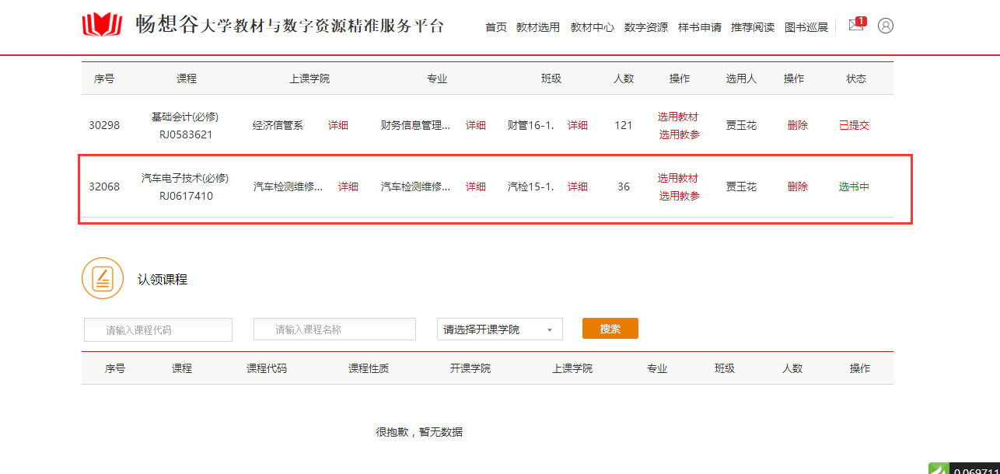 畅想谷大学教材与数字资源精准服务平台
首页 教材选用 教材中心 数字资源 样书申请 推荐阅读 图书巡展 1
序号 课程 上课学院 专业 班级 人数 操作 选用人 操作 状态
基础会计(必修) 选用教材
30298 经济信管系 详细 财务信息管理... 详细 财管16-1. 详细 121 贾玉花 删除 已提交
RJ0583621 选用教参
汽车电子技术(必修) 选用教材
32068 汽车检测维修... 详细 汽车检测维修... 详细 汽检15-1. 详细 36 贾玉花 删除 选书中
RJ0617410 选用教参
认领课程
请输入课程代码 请输入课程名称 请选择开课学院 搜索
序号 课程 课程代码 课程性质 开课学院 上课学院 专业 班级 人数 操作
很抱歉，暂无数据